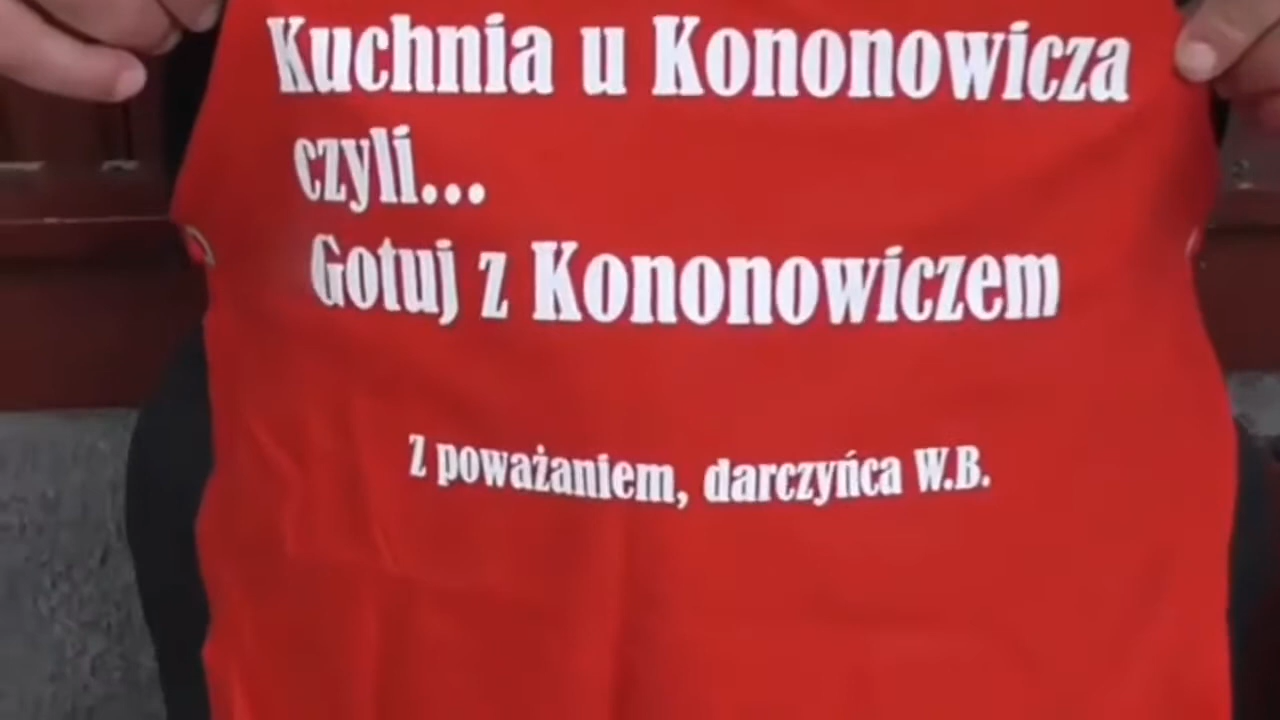 Kuchnia u Kononowicza
czyli...
Gotuj z Kononowiczem
Z poważaniem, darczyńca W.B.